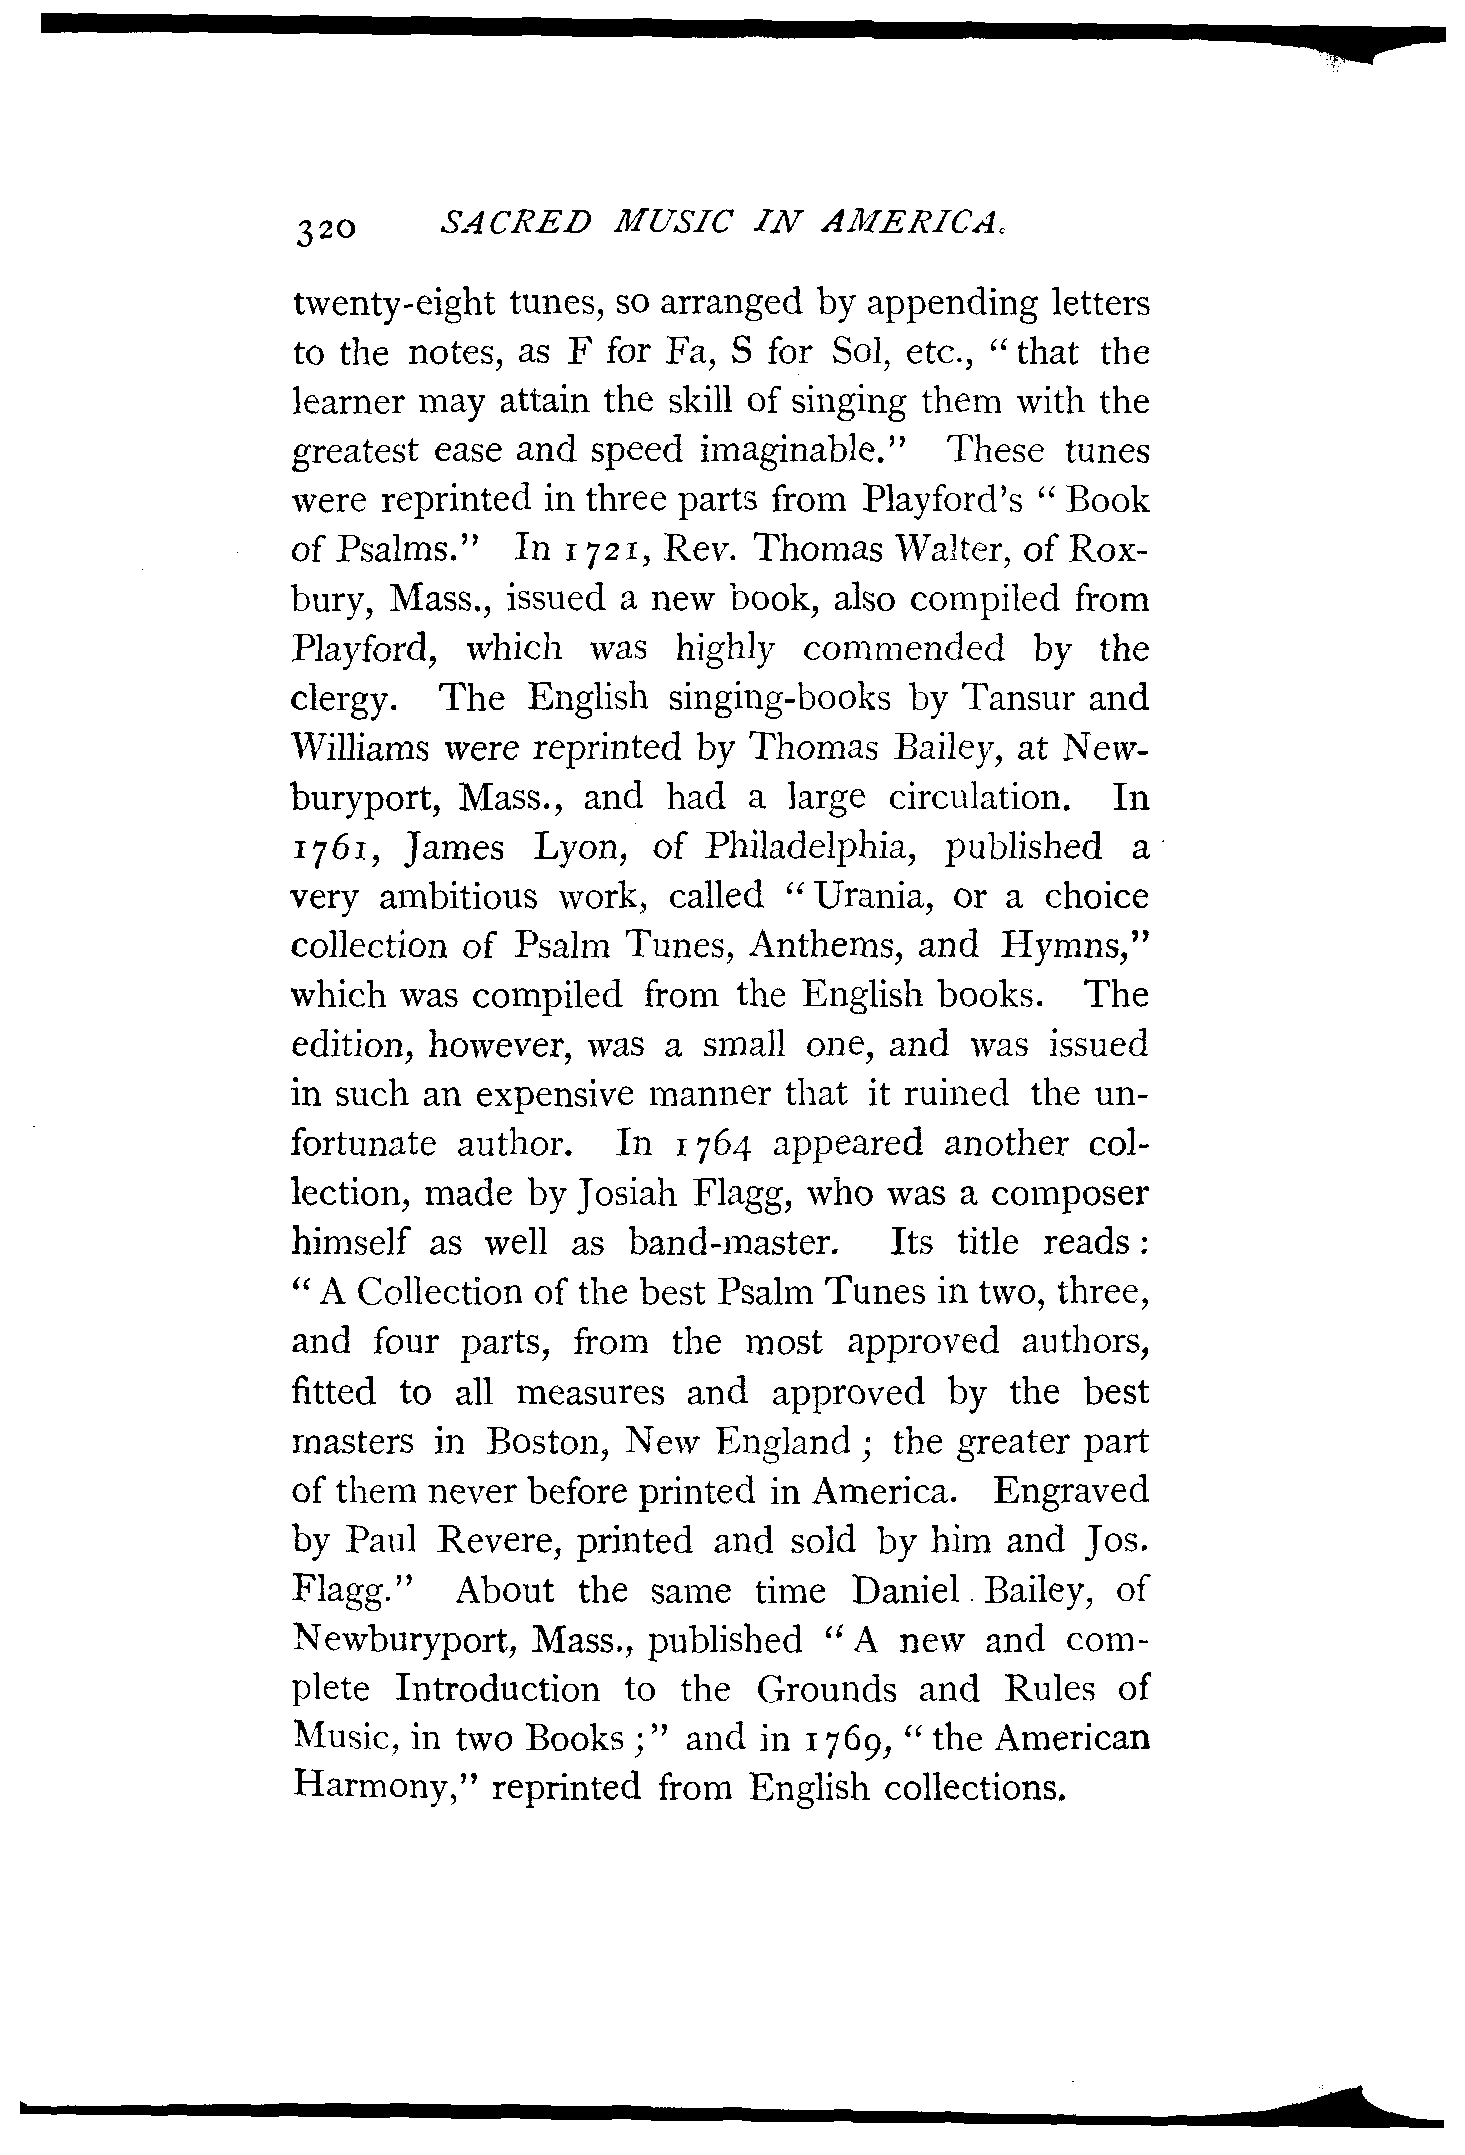 320 SACRED MUSIC IN AMERICA.
twenty-eight tunes, so arranged by appending letters
to the notes, as F for Fa, S for Sol, etc., “that the
learner may attain the skill of singing them with the
greatest ease and speed imaginable.” These tunes
were reprinted in three parts from Playford’s “Book
of Psalms.” In 1721, Rev. Thomas Walter, of Rox-
bury, Mass., issued a new book, also compiled from
Playford, which was highly commended by the
clergy. The English singing-books by Tansur and
Williams were reprinted by Thomas Bailey, at New-
buryport, Mass., and had a large circulation. In
1761, James Lyon, of Philadelphia, published a
very ambitious work, called “Urania, or a choice
collection of Psalm Tunes, Anthems, and Hymns,”
which was compiled from the English books. The
edition, however, was a small one, and was issued
in such an expensive manner that it ruined the un-
fortunate author. In 1764 appeared another col-
lection, made by Josiah Flagg, who was a composer
himself as well as band-master. Its title reads:
“A Collection of the best Psalm Tunes in two, three,
and four parts, from the most approved authors,
fitted to all measures and approved by the best
masters in Boston, New England; the greater part
of them never before printed in America. Engraved
by Paul Revere, printed and sold by him and Jos.
Flagg.” About the same time Daniel Bailey, of
Newburyport, Mass., published “A new and com-
plete Introduction to the Grounds and Rules of
Music, in two Books;” and in 1769, “the American
Harmony,” reprinted from English collections.